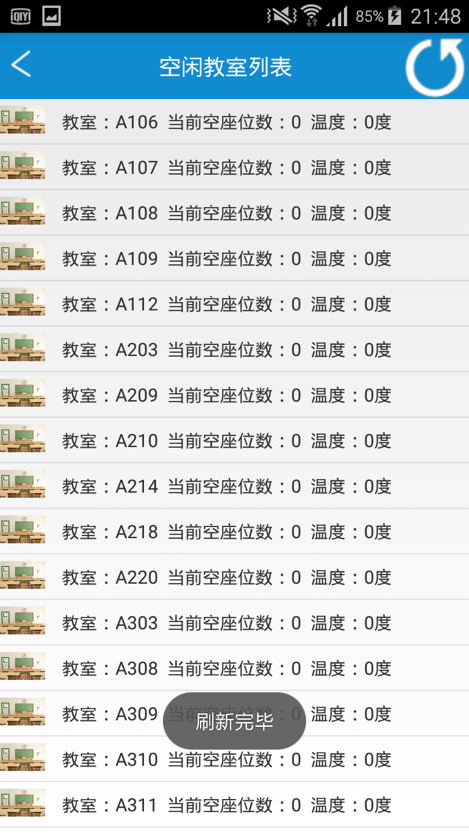 QIYI 85% 21:48
空闲教室列表
教室：A106 当前空座位数：0 温度：0度
教室：A107 当前空座位数：0 温度：0度
教室：A108 当前空座位数：0 温度：0度
教室：A109 当前空座位数：0 温度：0度
教室：A112 当前空座位数：0 温度：0度
教室：A203 当前空座位数：0 温度：0度
教室：A209 当前空座位数：0 温度：0度
教室：A210 当前空座位数：0 温度：0度
教室：A214 当前空座位数：0 温度：0度
教室：A218 当前空座位数：0 温度：0度
教室：A220 当前空座位数：0 温度：0度
教室：A303 当前空座位数：0 温度：0度
教室：A308 当前空座位数：0 温度：0度
教室：A309 当前空座位数：0 温度：0度
刷新完毕
教室：A310 当前空座位数：0 温度：0度
教室：A311 当前空座位数：0 温度：0度